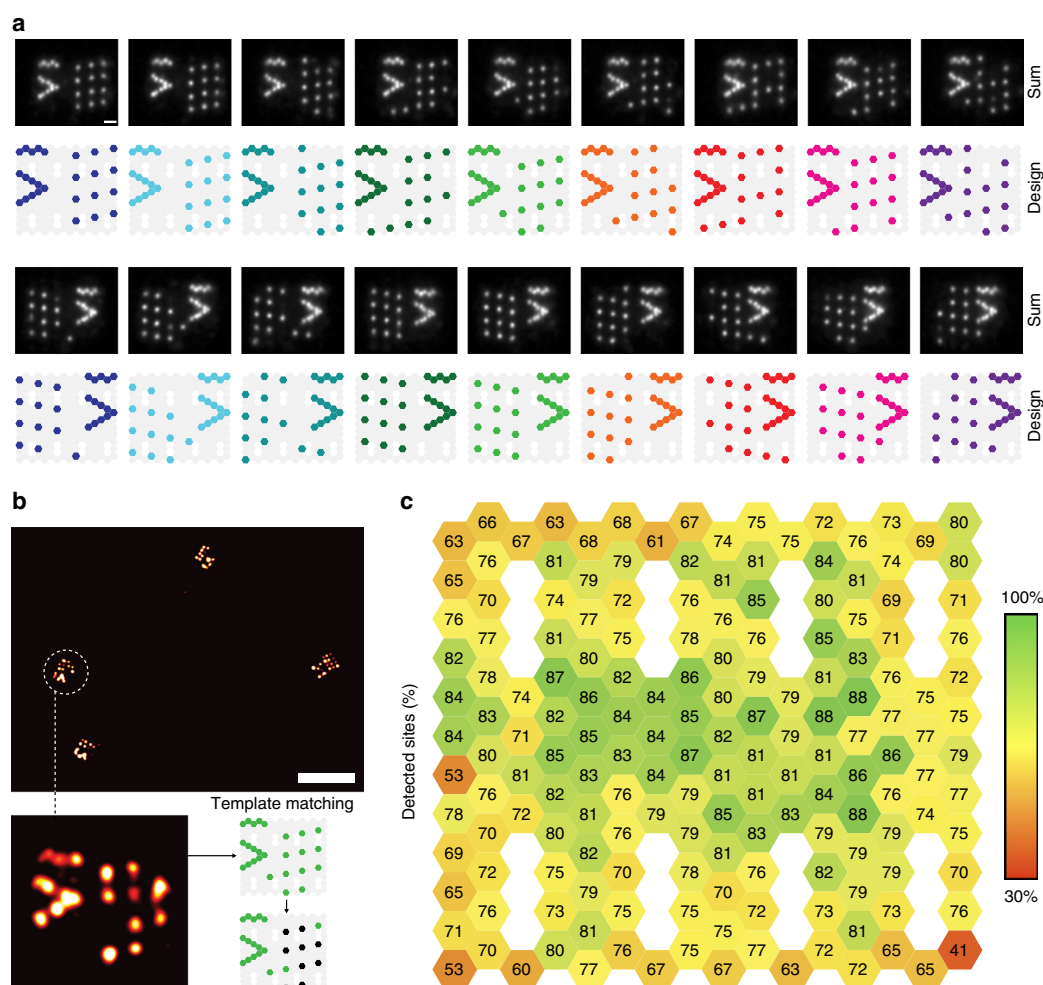 a
Sum
Design
Sum
Design
b
Template matching
c
Detected sites (%)
66 63 68 67 75 72 73 80
63 67 68 61 74 75 76 69
76 81 79 82 81 84 80
65 79 81 81
70 74 72 76 85 80 69 71
76 77 76 75
77 81 75 78 76 85 71 76
82 80 80 83
78 87 82 86 79 81 72
84 74 86 84 80 79 88 75
83 82 84 85 87 88 77 75
84 71 85 82 79 77 77
80 85 83 87 81 81 86 79
53 81 83 84 81 81 86 77
76 82 76 79 84 79 77
78 72 81 79 85 83 88 74
70 80 76 79 83 79 79 75
69 82 81 79
72 75 70 78 76 82 70
65 79 70 79
76 73 75 76 72 73 73 76
71 81 75 81
70 80 76 75 77 72 65 41
53 60 77 67 67 63 72 65
100%
30%